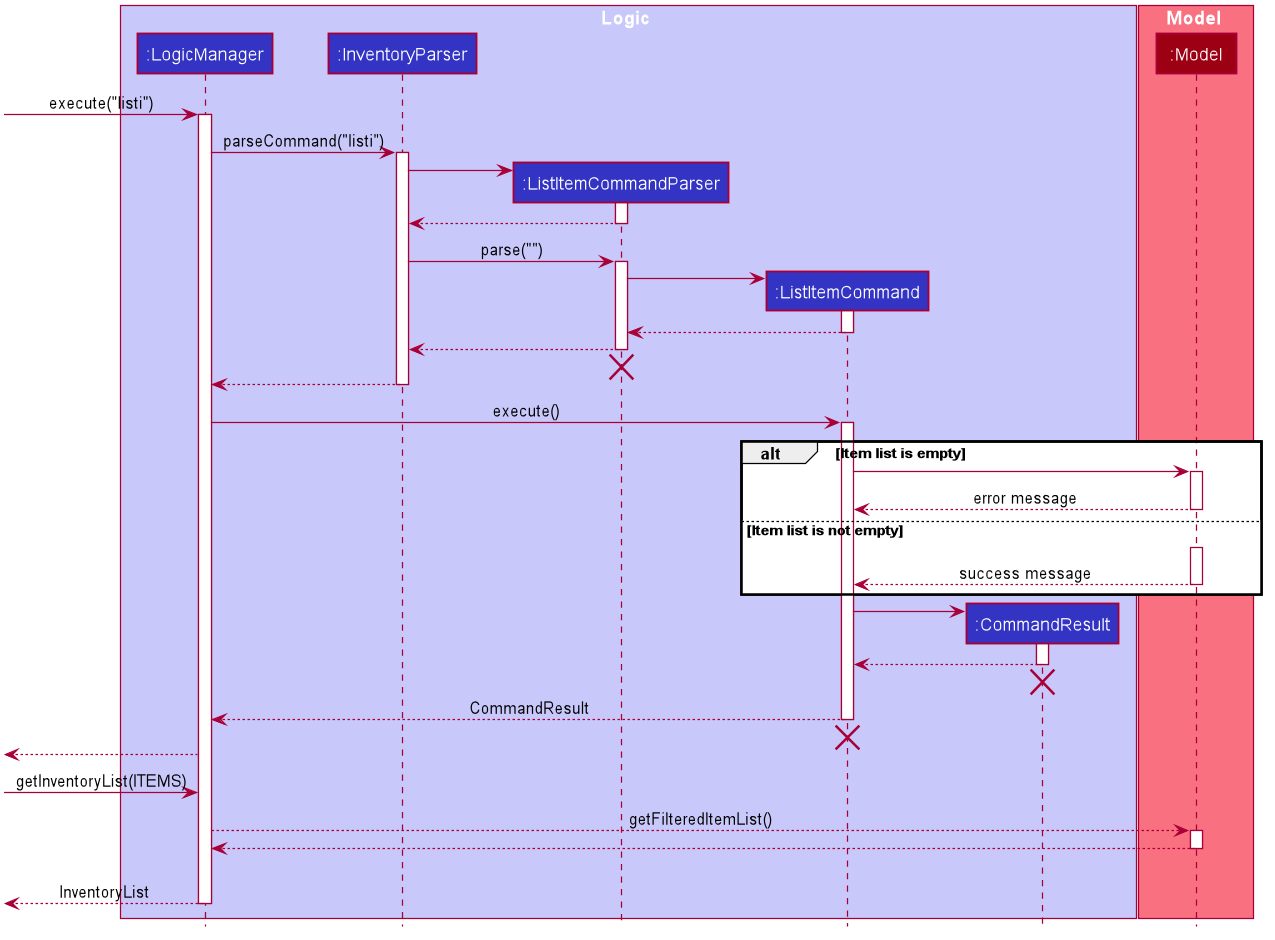 Logic
Model
:LogicManager
:InventoryParser
:Model
execute("listi")
parseCommand("listi")
:ListItemCommandParser
parse("")
:ListItemCommand
execute()
alt
[Item list is empty]
error message
[Item list is not empty]
success message
:CommandResult
CommandResult
getInventoryList(ITEMS)
getFilteredItemList()
InventoryList